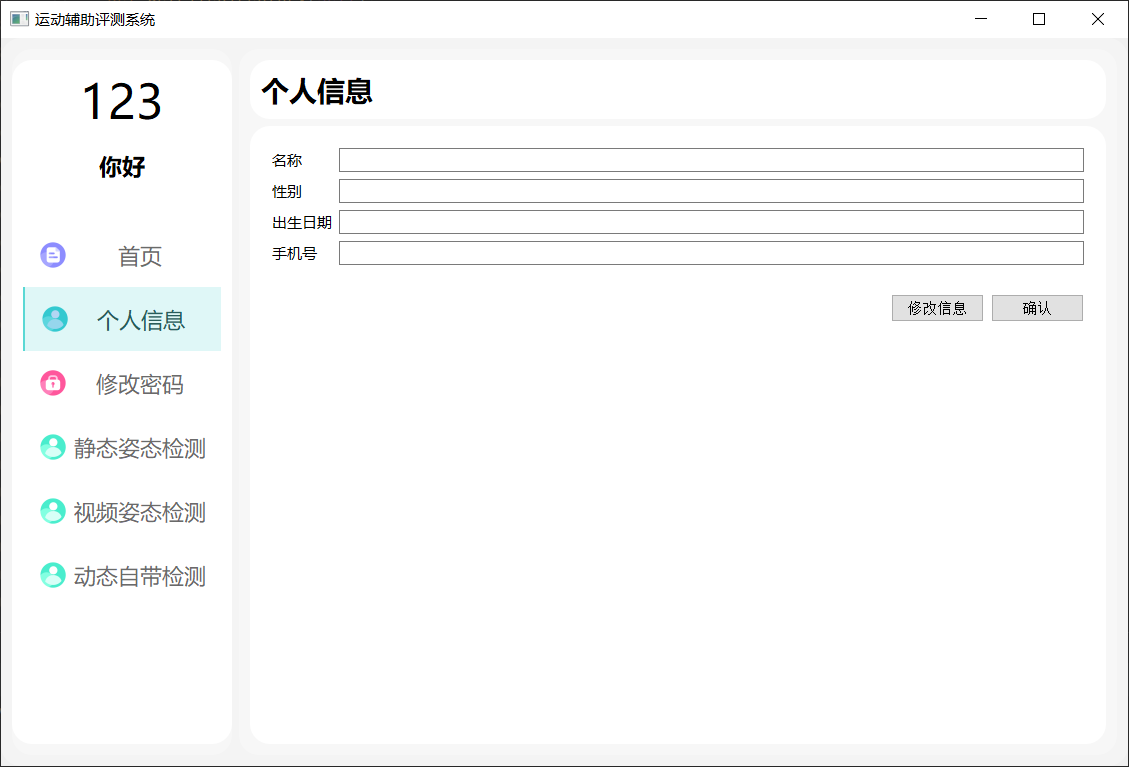 运动辅助评测系统
123
你好
首页
个人信息
修改密码
静态姿态检测
视频姿态检测
动态自带检测
个人信息
名称
性别
出生日期
手机号
修改信息 确认